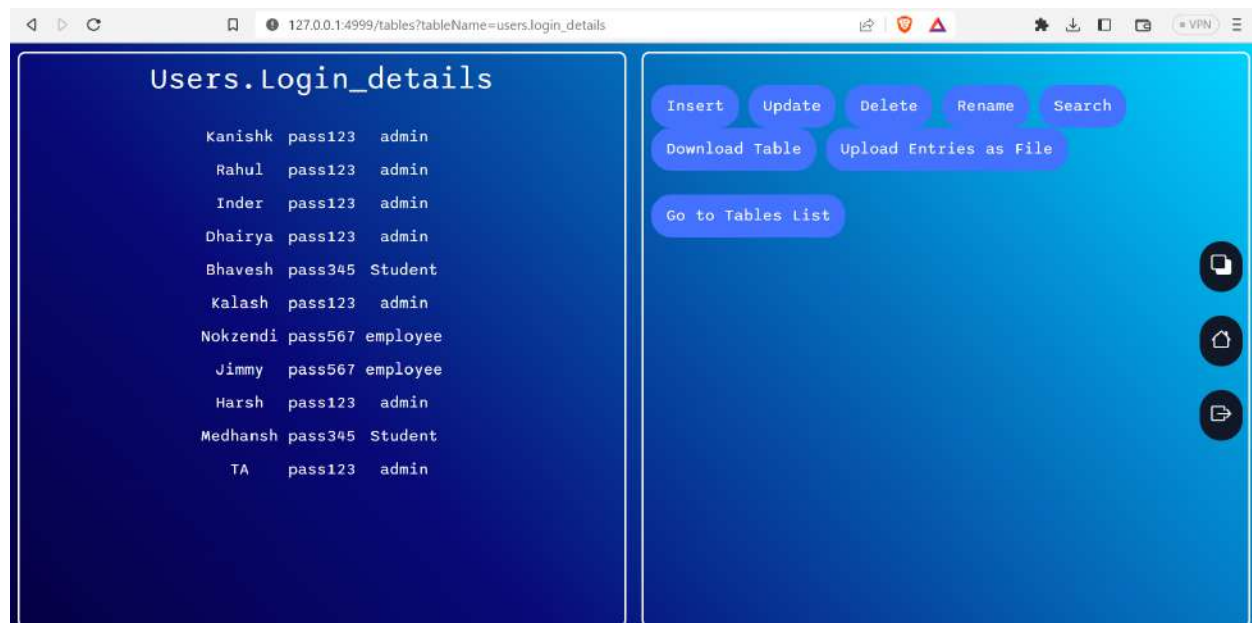 127.0.0.1:4999/tables?tableName=users.login_details
VPN
Users.Login_details
Kanishk pass123 admin
Rahul pass123 admin
Inder pass123 admin
Dhairya pass123 admin
Bhavesh pass345 Student
Kalash pass123 admin
Nokzendi pass567 employee
Jimmy pass567 employee
Harsh pass123 admin
Medhansh pass345 Student
TA pass123 admin
Insert Update Delete Rename Search
Download Table Upload Entries as File
Go to Tables List